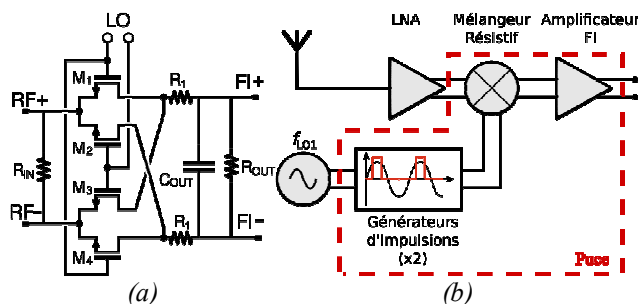 LO
M1
R1
FI+
RF+
M2
RIN
M3
COUT
ROUT
RF-
R1
FI-
M4
(a)
LNA
Mélangeur
Résistif
Amplificateur
FI
fLO1
Générateurs
d'Impulsions
(x2)
Puce
(b)